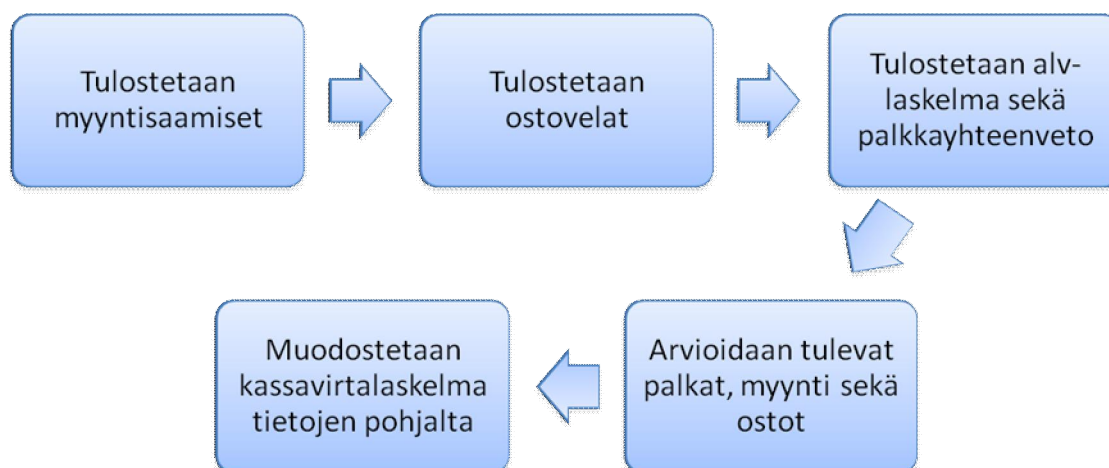 Tulostetaan
myyntisaamiset
Tulostetaan
ostovelat
Tulostetaan alv-
laskelma sekä
palkkayhteenveto
Arvioidaan tulevat
palkat, myynti sekä
ostot
Muodostetaan
kassavirtalaskelma
tietojen pohjalta